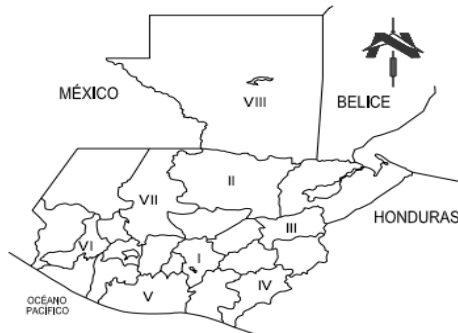 MÉXICO
VIII
BELICE
II
VII
HONDURAS
III
VI
I
IV
V
OCÉANO
PACÍFICO